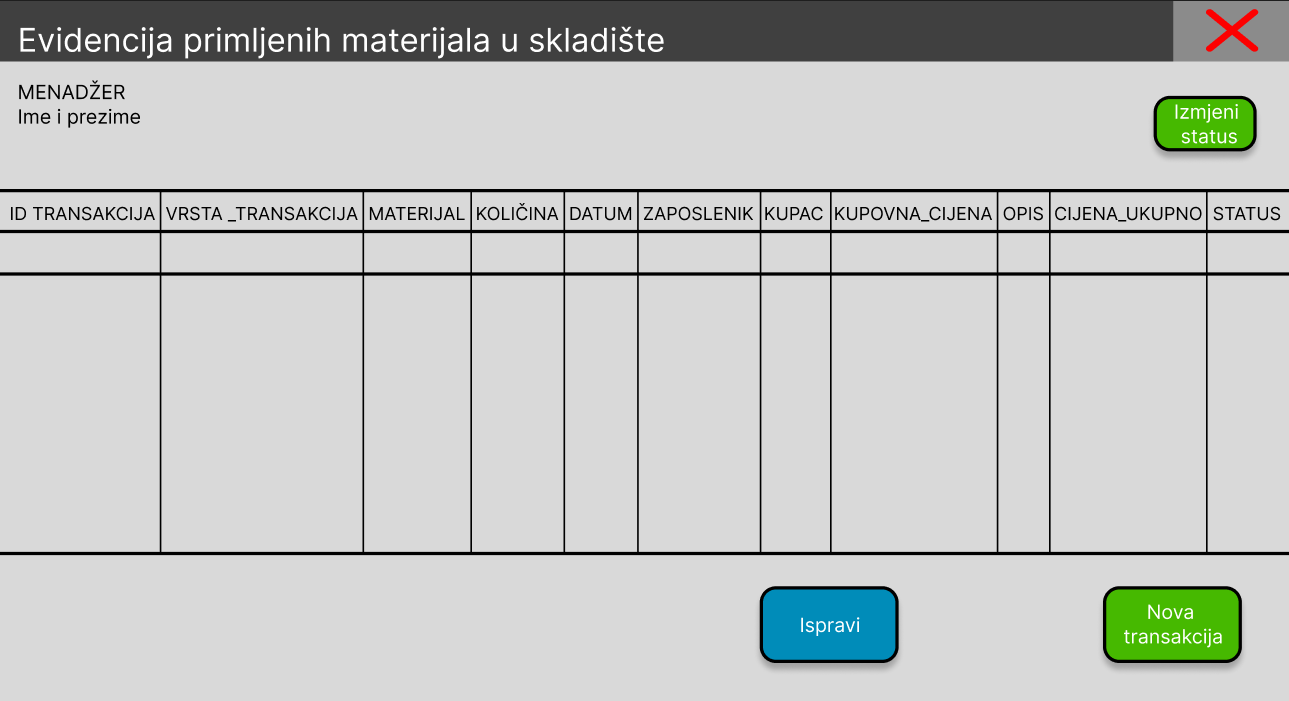 Evidencija primljenih materijala u skladište
MENADŽER
Ime i prezime
Izmjeni
status
ID TRANSAKCIJA VRSTA _TRANSAKCIJA MATERIJAL KOLIČINA DATUM ZAPOSLENIK KUPAC KUPOVNA_CIJENA OPIS CIJENA_UKUPNO STATUS
Ispravi
Nova
transakcija